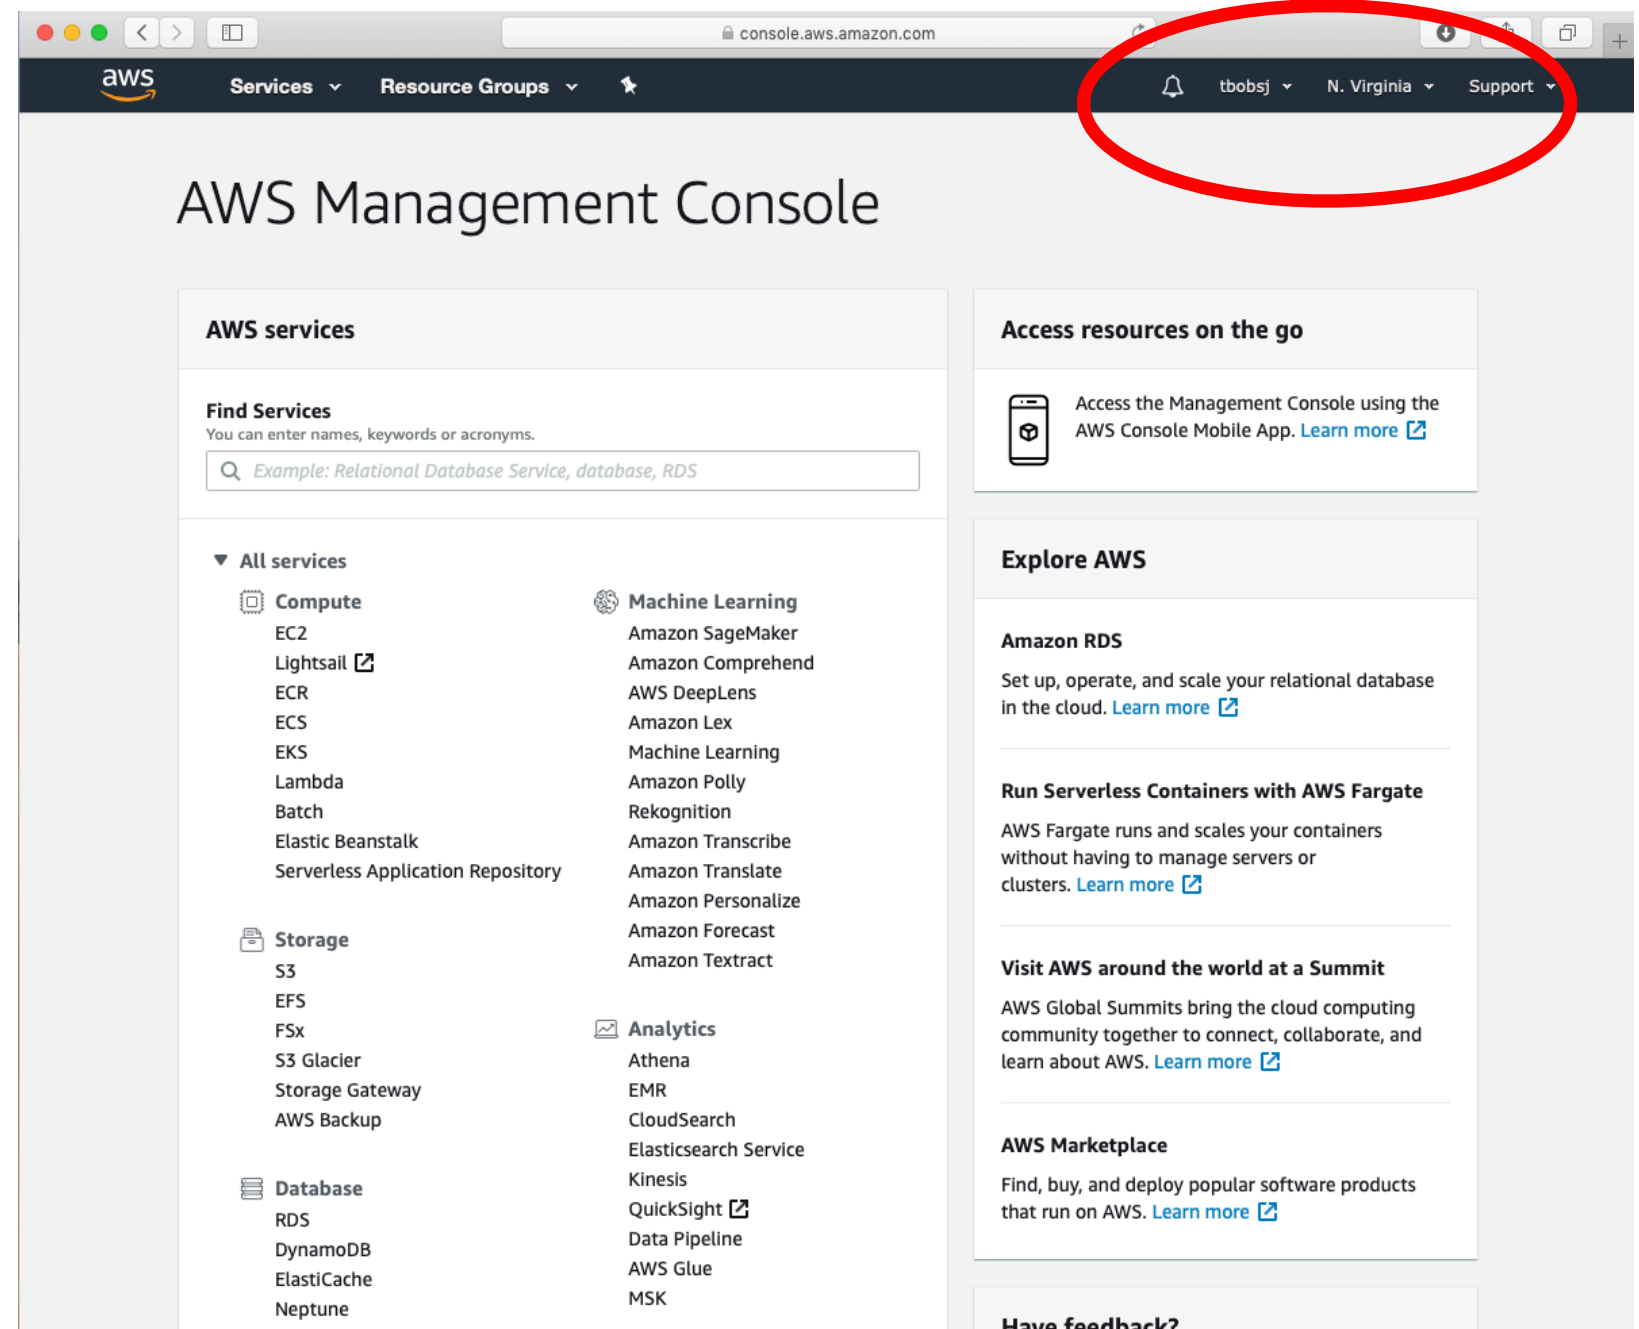 console.aws.amazon.com
aws Services Resource Groups tbobsj N. Virginia Support
AWS Management Console
AWS services
Find Services
You can enter names, keywords or acronyms.
Example: Relational Database Service, database, RDS
All services
Compute
EC2
Lightsail
ECR
ECS
EKS
Lambda
Batch
Elastic Beanstalk
Serverless Application Repository
Storage
S3
EFS
FSx
S3 Glacier
Storage Gateway
AWS Backup
Database
RDS
DynamoDB
ElastiCache
Neptune
Machine Learning
Amazon SageMaker
Amazon Comprehend
AWS DeepLens
Amazon Lex
Machine Learning
Amazon Polly
Rekognition
Amazon Transcribe
Amazon Translate
Amazon Personalize
Amazon Forecast
Amazon Textract
Analytics
Athena
EMR
CloudSearch
Elasticsearch Service
Kinesis
QuickSight
Data Pipeline
AWS Glue
MSK
Access resources on the go
Access the Management Console using the
AWS Console Mobile App. Learn more
Explore AWS
Amazon RDS
Set up, operate, and scale your relational database
in the cloud. Learn more
Run Serverless Containers with AWS Fargate
AWS Fargate runs and scales your containers
without having to manage servers or
clusters. Learn more
Visit AWS around the world at a Summit
AWS Global Summits bring the cloud computing
community together to connect, collaborate, and
learn about AWS. Learn more
AWS Marketplace
Find, buy, and deploy popular software products
that run on AWS. Learn more
Have feedback?